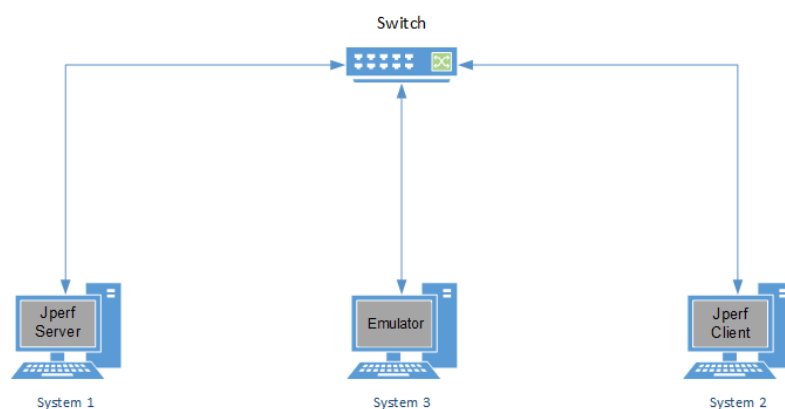 Switch
Jperf
Server
Emulator
Jperf
Client
System 1
System 3
System 2